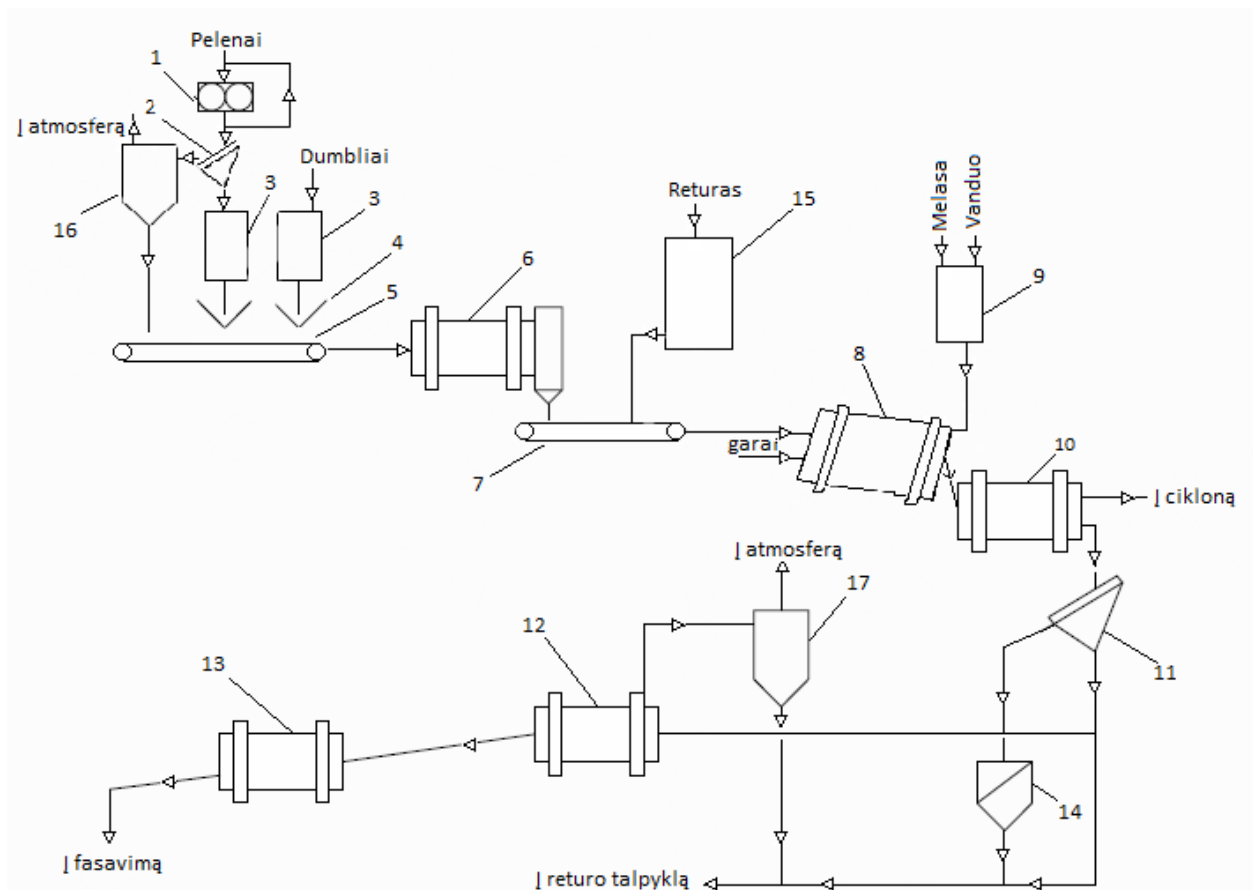 Pelenai
1
2
Į atmosferą
Dumbliai
3
3
16
4
5
6
Returas
15
Melasa
Vanduo
9
8
7
garai
10
Į cikloną
Į atmosferą
17
11
12
13
14
Į fasavimą
Į returo talpyklą